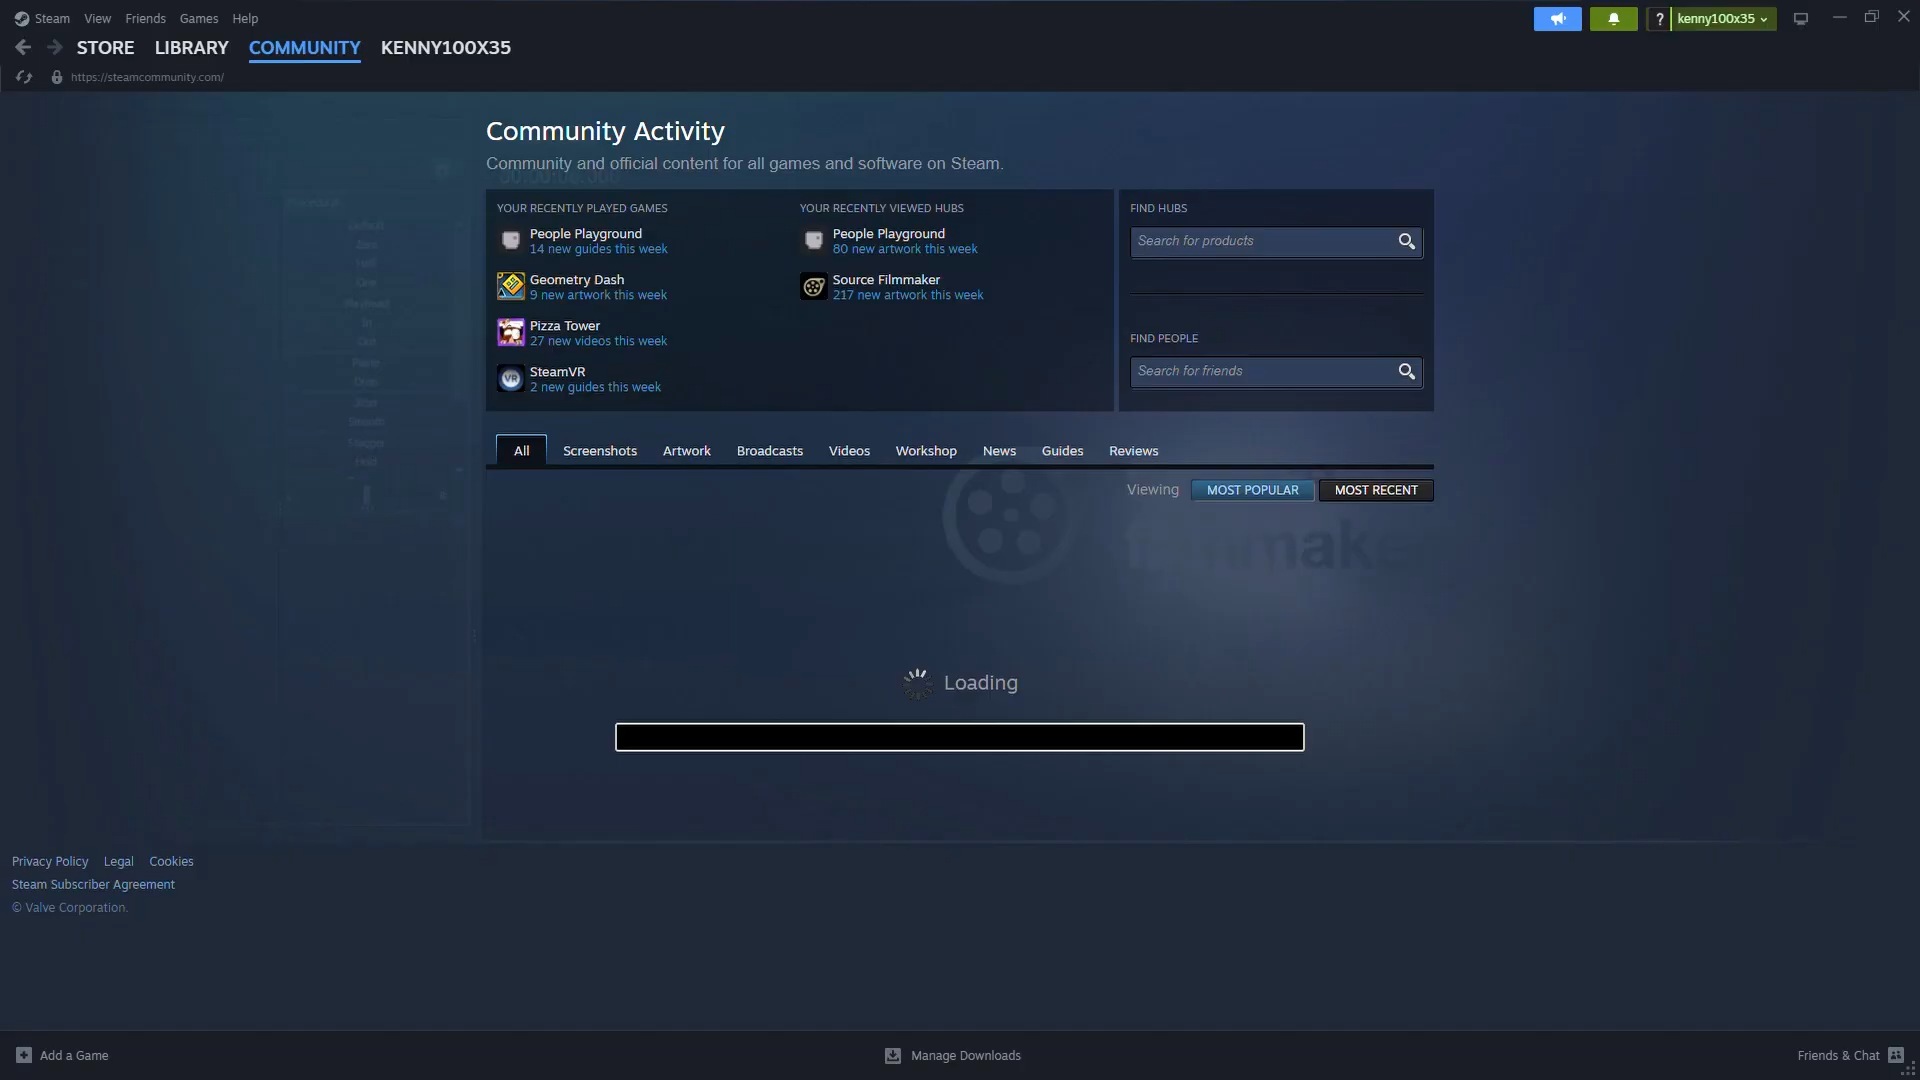 Steam View Friends Games Help
? kenny100x35
STORE LIBRARY COMMUNITY KENNY100X35
https://steamcommunity.com/
Community Activity
Community and official content for all games and software on Steam.
YOUR RECENTLY PLAYED GAMES
People Playground
14 new guides this week
Geometry Dash
9 new artwork this week
Pizza Tower
27 new videos this week
VR
SteamVR
2 new guides this week
YOUR RECENTLY VIEWED HUBS
People Playground
80 new artwork this week
Source Filmmaker
217 new artwork this week
FIND HUBS
Search for products
FIND PEOPLE
Search for friends
All Screenshots Artwork Broadcasts Videos Workshop News Guides Reviews
Viewing MOST POPULAR MOST RECENT
Loading
Privacy Policy Legal Cookies
Steam Subscriber Agreement
© Valve Corporation.
Add a Game Manage Downloads Friends & Chat